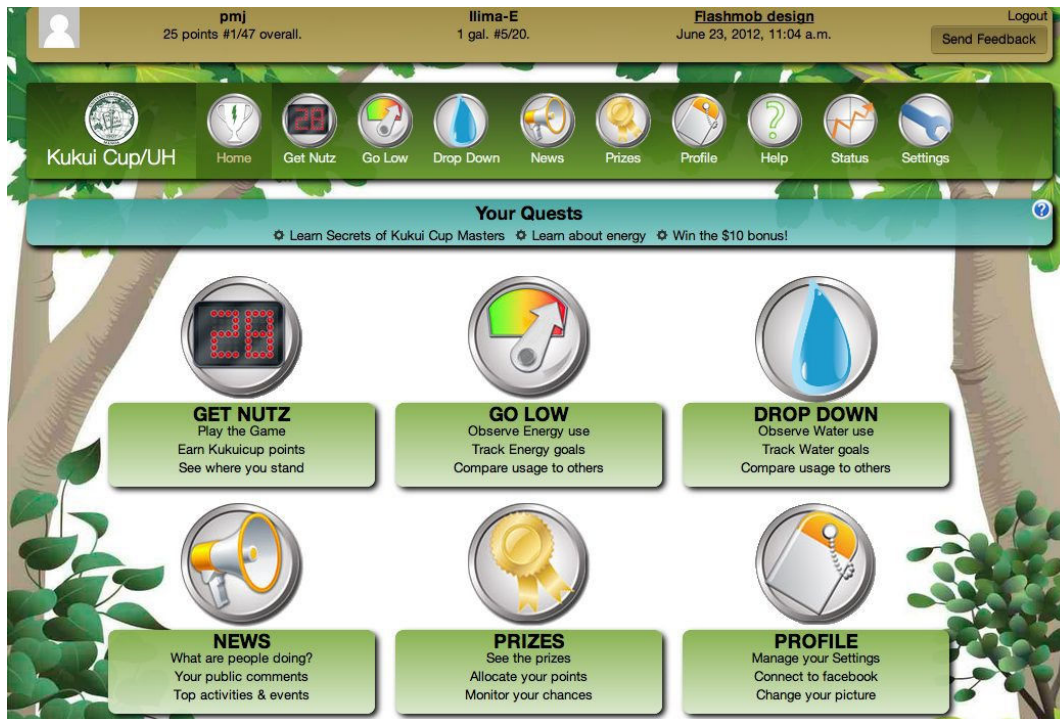 pmj
25 points #1/47 overall.
Ilima-E
1 gal. #5/20.
Flashmob design
June 23, 2012, 11:04 a.m.
Logout
Send Feedback
Kukui Cup/UH
Home
Get Nutz
28
Go Low
Drop Down
News
Prizes
Profile
Help
?
Status
Settings
Your Quests
?
Learn Secrets of Kukui Cup Masters Learn about energy Win the $10 bonus!
28
GET NUTZ
Play the Game
Earn Kukuicup points
See where you stand
GO LOW
Observe Energy use
Track Energy goals
Compare usage to others
DROP DOWN
Observe Water use
Track Water goals
Compare usage to others
NEWS
What are people doing?
Your public comments
Top activities & events
PRIZES
See the prizes
Allocate your points
Monitor your chances
PROFILE
Manage your Settings
Connect to facebook
Change your picture